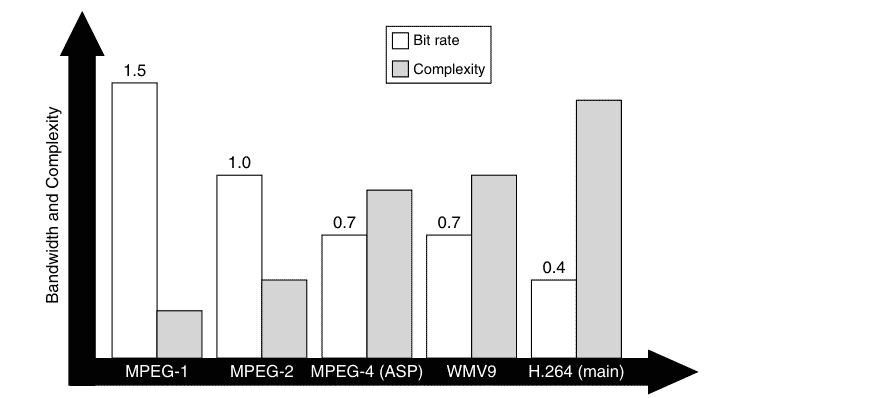 Bit rate
Complexity
Bandwidth and Complexity
1.5
1.0
0.7
0.7
0.4
MPEG-1
MPEG-2
MPEG-4 (ASP)
WMV9
H.264 (main)